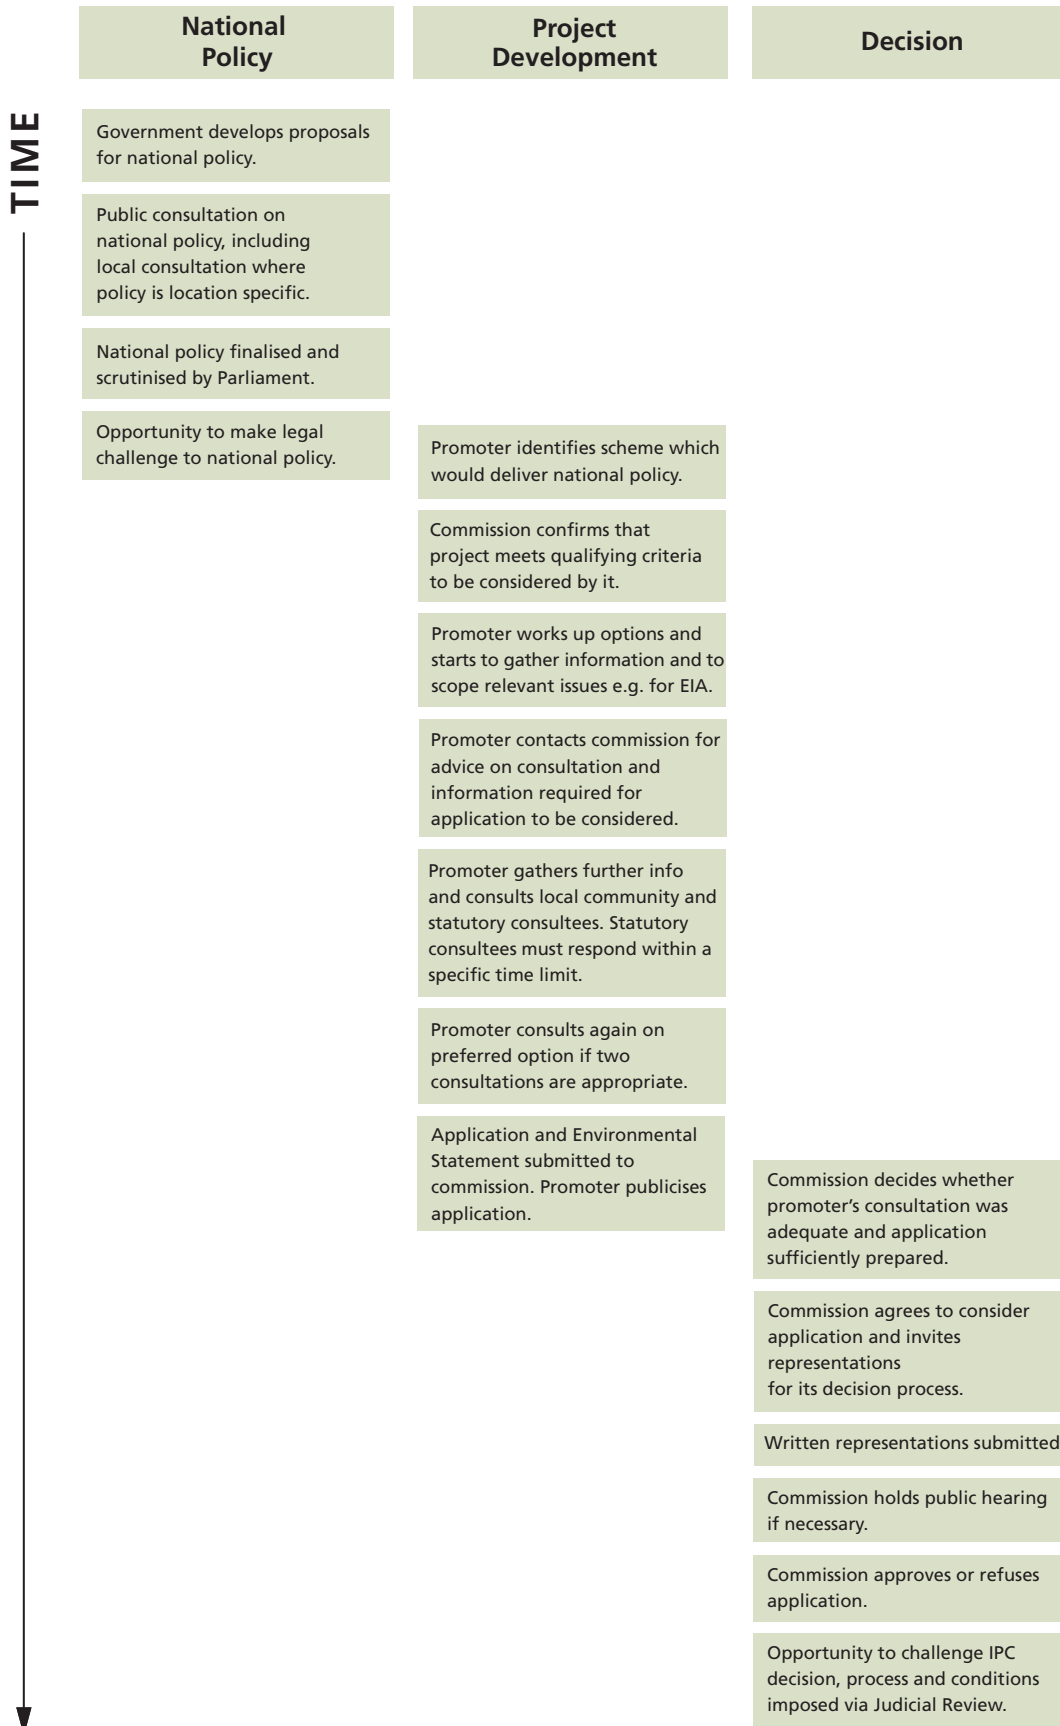 National
Policy
Project
Development
Decision
TIME
Government develops proposals
for national policy.
Public consultation on
national policy, including
local consultation where
policy is location specific.
National policy finalised and
scrutinised by Parliament.
Opportunity to make legal
challenge to national policy.
Promoter identifies scheme which
would deliver national policy.
Commission confirms that
project meets qualifying criteria
to be considered by it.
Promoter works up options and
starts to gather information and to
scope relevant issues e.g. for EIA.
Promoter contacts commission for
advice on consultation and
information required for
application to be considered.
Promoter gathers further info
and consults local community and
statutory consultees. Statutory
consultees must respond within a
specific time limit.
Promoter consults again on
preferred option if two
consultations are appropriate.
Application and Environmental
Statement submitted to
commission. Promoter publicises
application.
Commission decides whether
promoter's consultation was
adequate and application
sufficiently prepared.
Commission agrees to consider
application and invites
representations
for its decision process.
Written representations submitted
Commission holds public hearing
if necessary.
Commission approves or refuses
application.
Opportunity to challenge IPC
decision, process and conditions
imposed via Judicial Review.